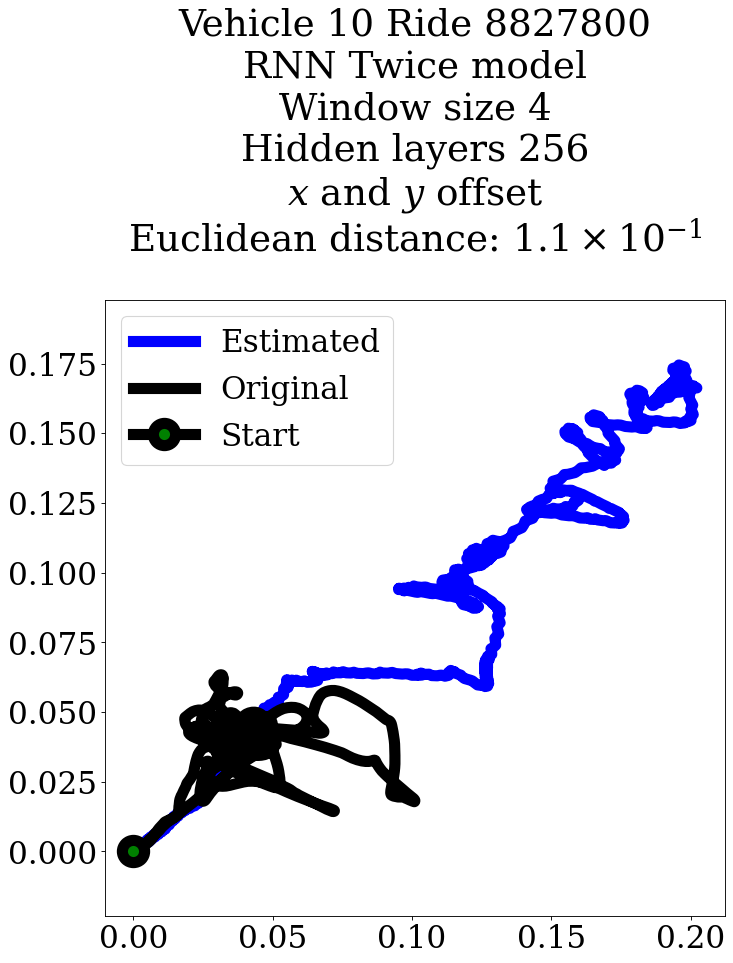 Vehicle 10 Ride 8827800
RNN Twice model
Window size 4
Hidden layers 256
x and y offset
Euclidean distance: 1.1 × 10⁻¹
Estimated
Original
Start
0.175
0.150
0.125
0.100
0.075
0.050
0.025
0.000
0.00 0.05 0.10 0.15 0.20